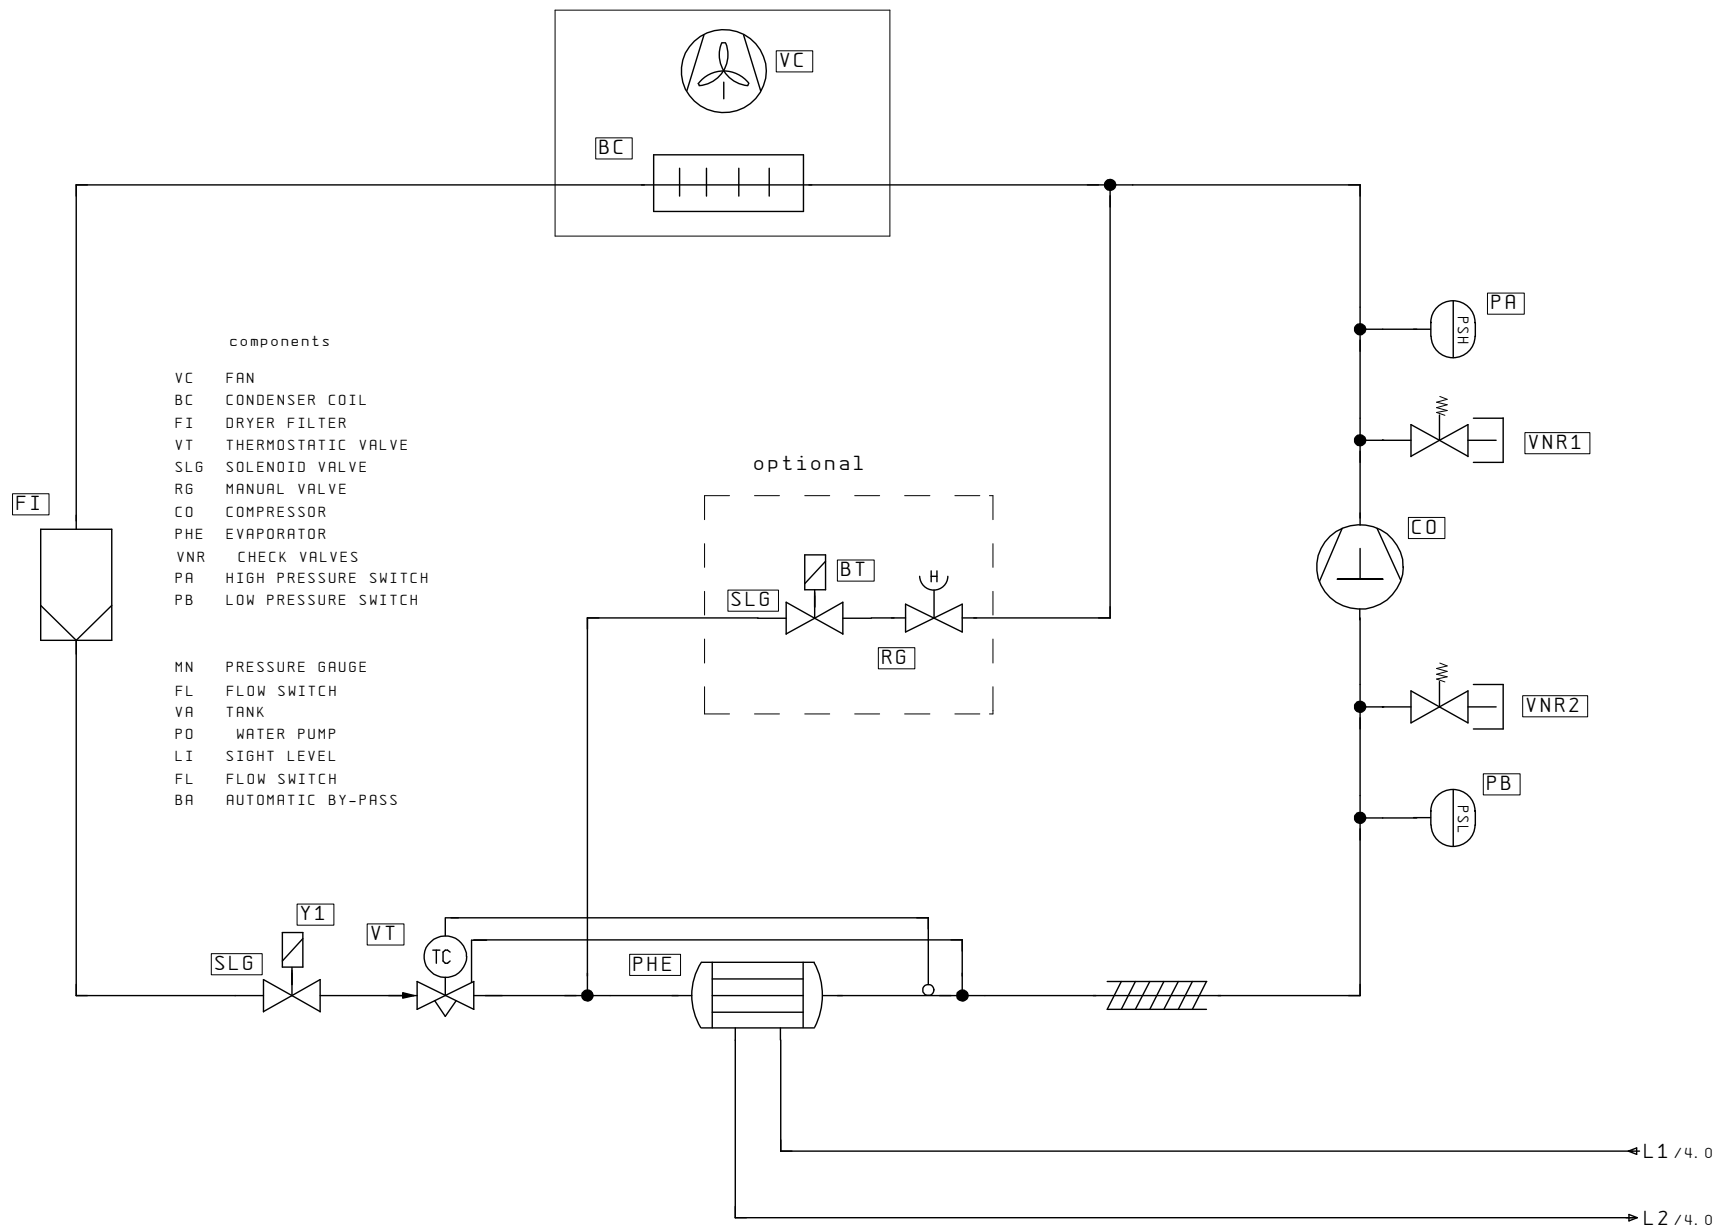 VC
BC
PA
PSH
components
VC FAN
BC CONDENSER COIL
FI DRYER FILTER
VT THERMOSTATIC VALVE
SLG SOLENOID VALVE
RG MANUAL VALVE
CO COMPRESSOR
PHE EVAPORATOR
VNR CHECK VALVES
PA HIGH PRESSURE SWITCH
PB LOW PRESSURE SWITCH
MN PRESSURE GAUGE
FL FLOW SWITCH
VA TANK
PO WATER PUMP
LI SIGHT LEVEL
FL FLOW SWITCH
BA AUTOMATIC BY-PASS
VNR1
optional
FI
CO
BT
H
SLG
RG
VNR2
PB
PSL
Y1
VT
TC
SLG
PHE
L1 /4.0
L2 /4.0